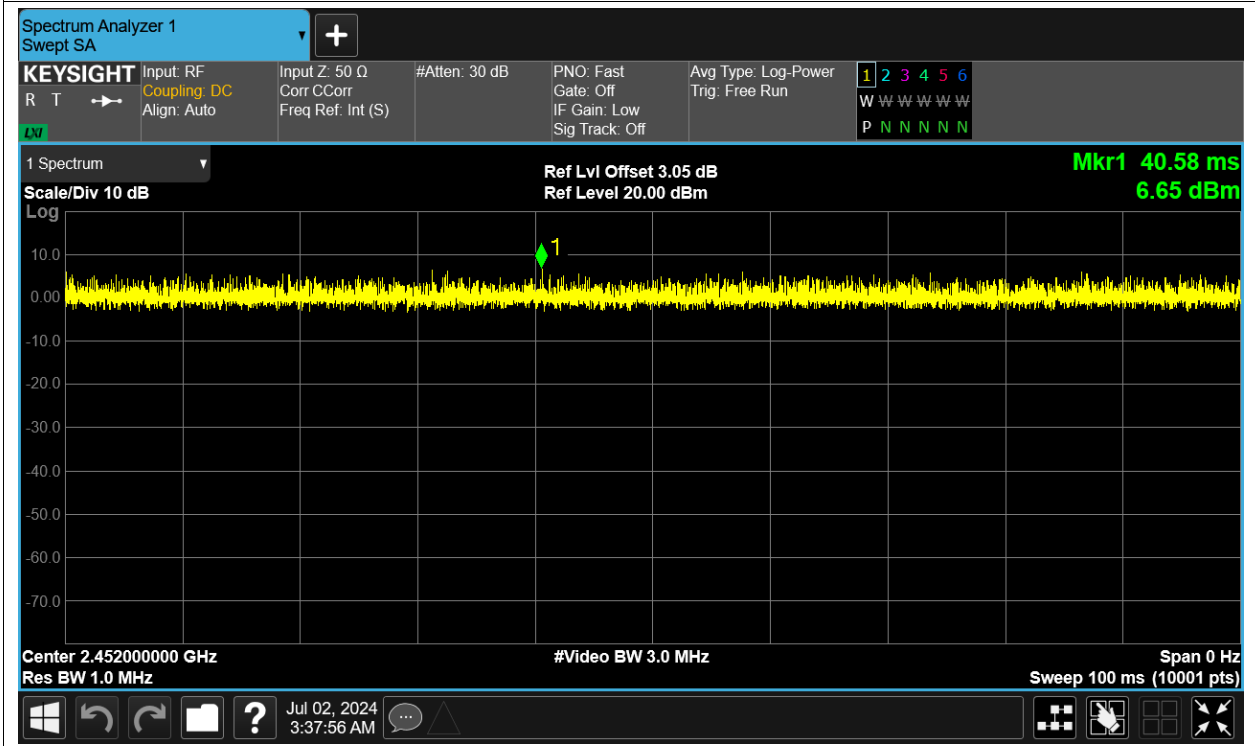 Spectrum Analyzer 1
Swept SA
KEYSIGHT
R T
LXI
Input: RF
Coupling: DC
Align: Auto
Input Z: 50 Ω
Corr CCorr
Freq Ref: Int (S)
#Atten: 30 dB
PNO: Fast
Gate: Off
IF Gain: Low
Sig Track: Off
Avg Type: Log-Power
Trig: Free Run
1 2 3 4 5 6
W W W W W W
P N N N N N
1 Spectrum
Scale/Div 10 dB
Ref Lvl Offset 3.05 dB
Ref Level 20.00 dBm
Mkr1 40.58 ms
6.65 dBm
Log
1
10.0
0.00
-10.0
-20.0
-30.0
-40.0
-50.0
-60.0
-70.0
Center 2.452000000 GHz
#Video BW 3.0 MHz
Span 0 Hz
Res BW 1.0 MHz
Sweep 100 ms (10001 pts)
?
Jul 02, 2024
3:37:56 AM